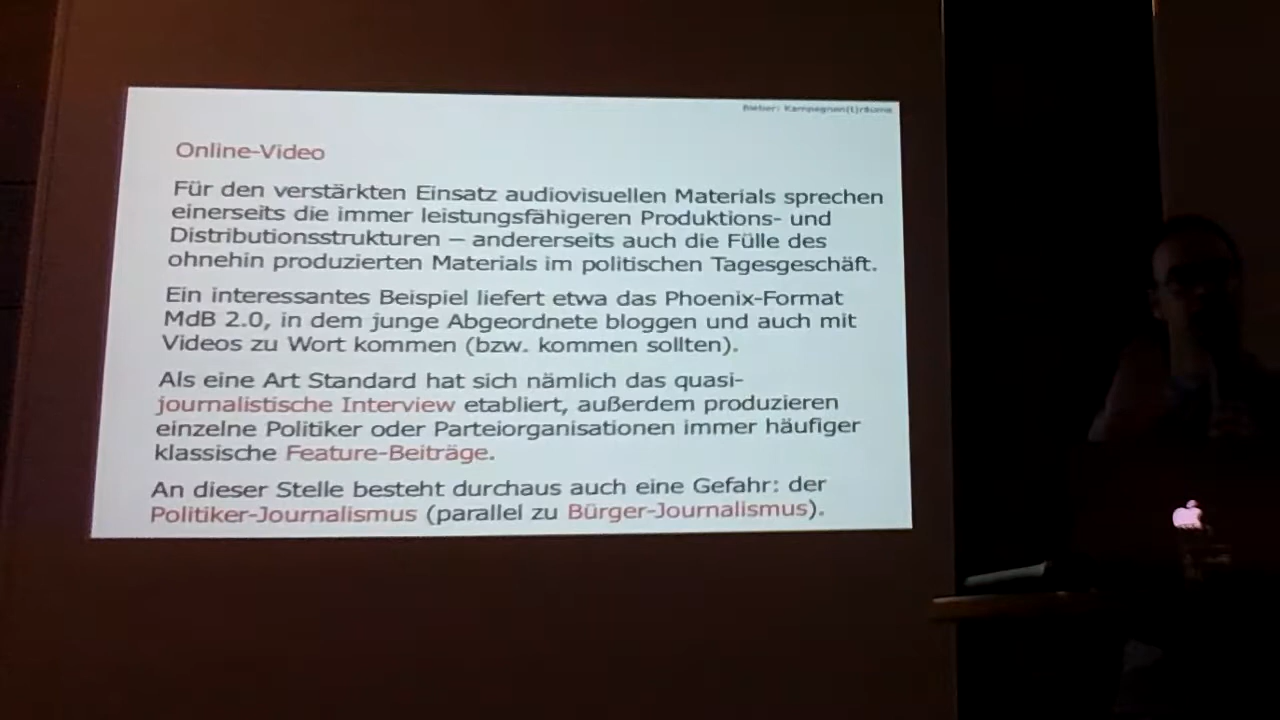 Bieber: Kampagnen(t)räume
Online-Video
Für den verstärkten Einsatz audiovisuellen Materials sprechen
einerseits die immer leistungsfähigeren Produktions- und
Distributionsstrukturen – andererseits auch die Fülle des
ohnehin produzierten Materials im politischen Tagesgeschäft.
Ein interessantes Beispiel liefert etwa das Phoenix-Format
MdB 2.0, in dem junge Abgeordnete bloggen und auch mit
Videos zu Wort kommen (bzw. kommen sollten).
Als eine Art Standard hat sich nämlich das quasi-
journalistische Interview etabliert, außerdem produzieren
einzelne Politiker oder Parteiorganisationen immer häufiger
klassische Feature-Beiträge.
An dieser Stelle besteht durchaus auch eine Gefahr: der
Politiker-Journalismus (parallel zu Bürger-Journalismus).